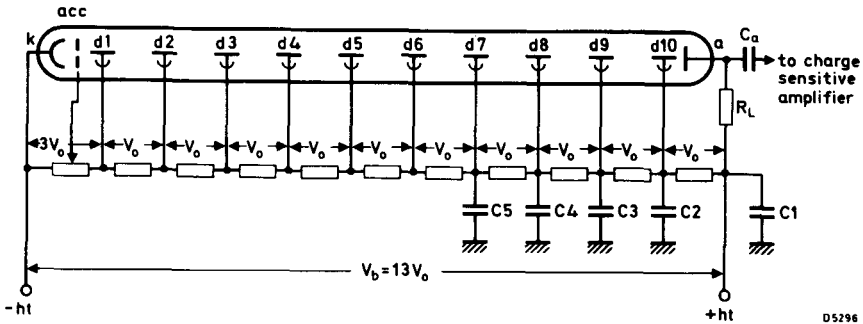 acc
k
d1 d2 d3 d4 d5 d6 d7 d8 d9 d10 a
Ca
to charge
sensitive
amplifier
RL
3Vo Vo Vo Vo Vo Vo Vo Vo Vo Vo Vo
C5 C4 C3 C2 C1
Vb=13Vo
-ht
+ht
D5296